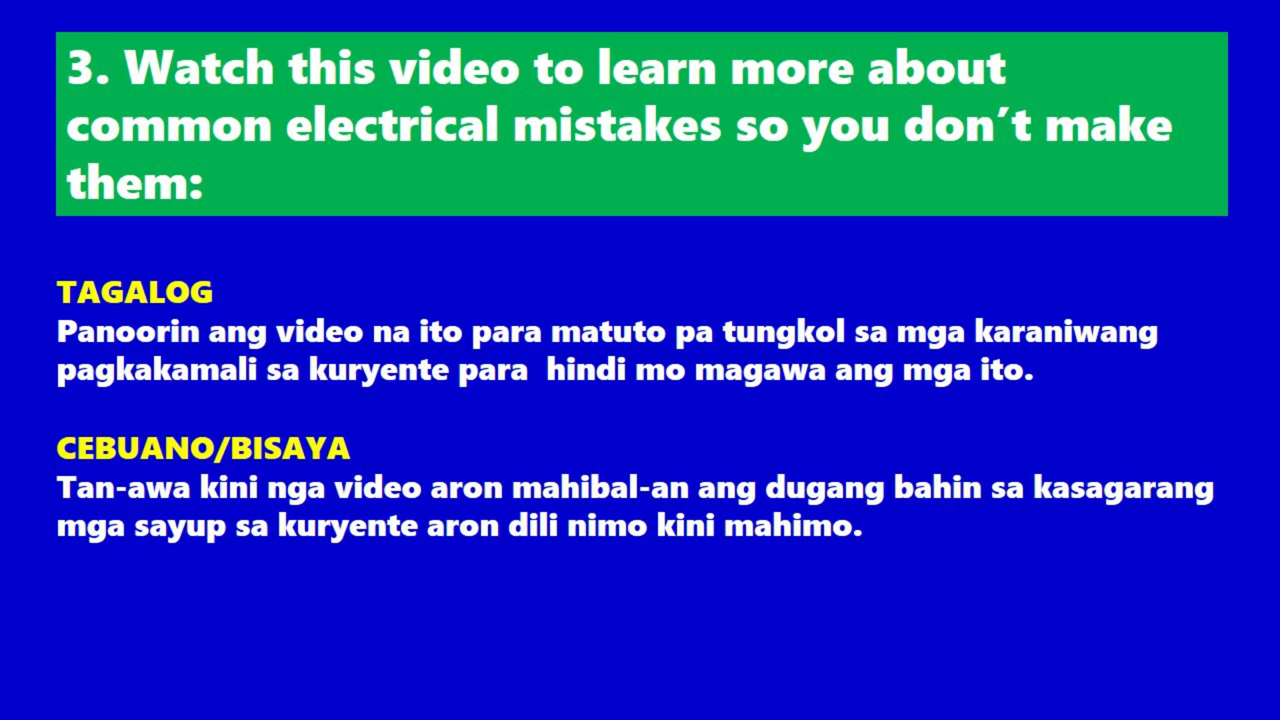 3. Watch this video to learn more about
common electrical mistakes so you don’t make
them:
TAGALOG
Panoorin ang video na ito para matuto pa tungkol sa mga karaniwang
pagkakamali sa kuryente para  hindi mo magawa ang mga ito.
CEBUANO/BISAYA
Tan-awa kini nga video aron mahibal-an ang dugang bahin sa kasagarang
mga sayup sa kuryente aron dili nimo kini mahimo.